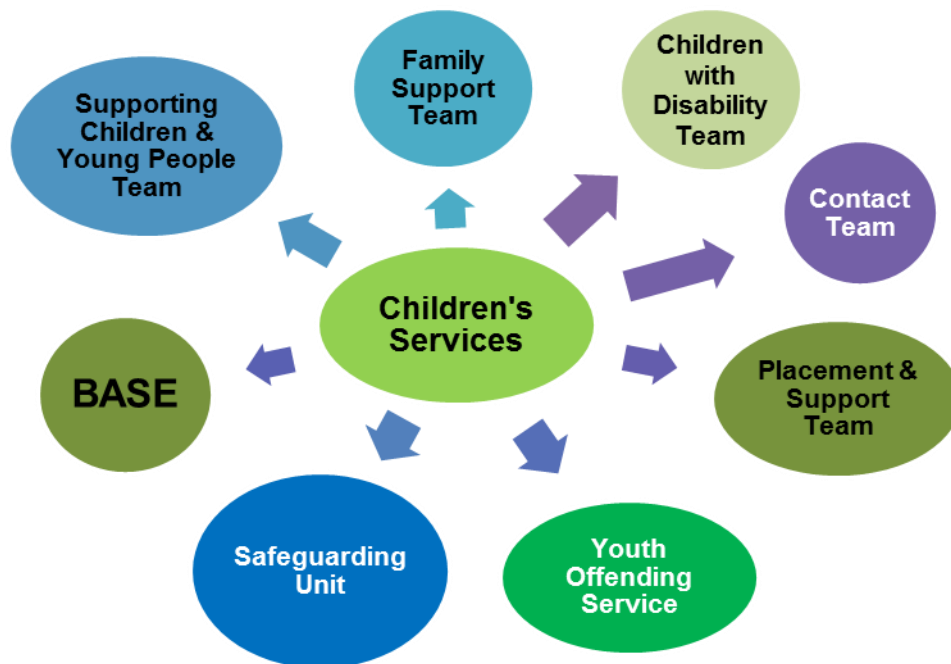 Family
Support
Team
Children
with
Disability
Team
Supporting
Children &
Young People
Team
Contact
Team
Children's
Services
BASE
Placement &
Support
Team
Safeguarding
Unit
Youth
Offending
Service